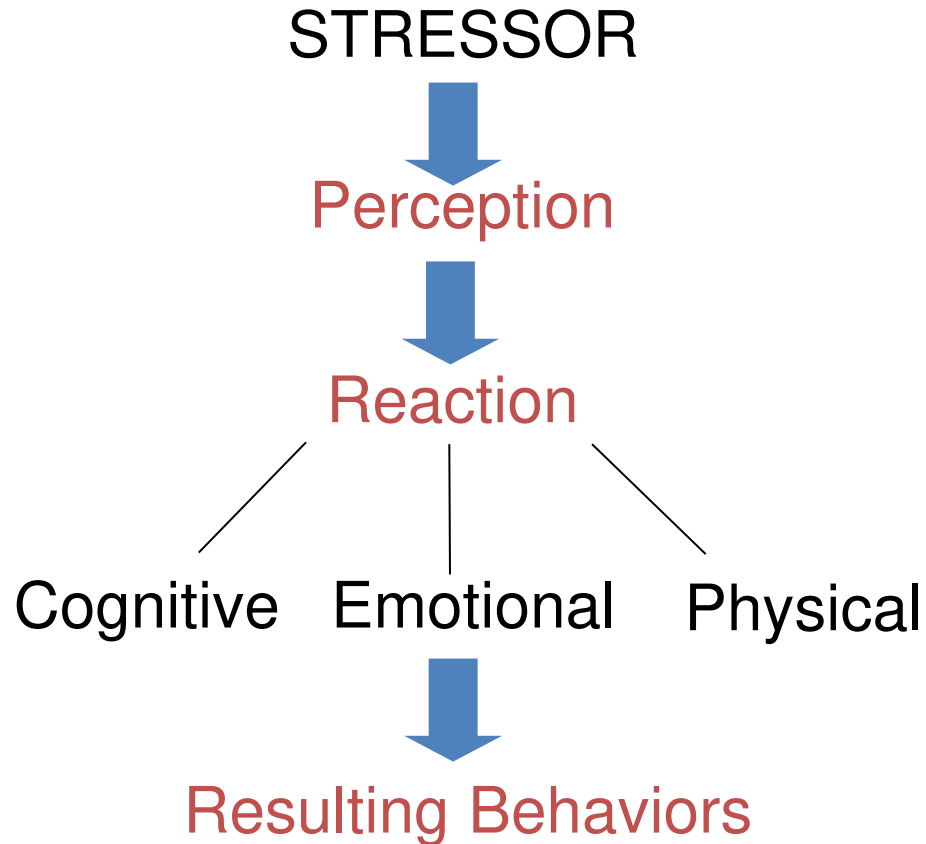 STRESSOR
Perception
Reaction
Cognitive Emotional Physical
Resulting Behaviors